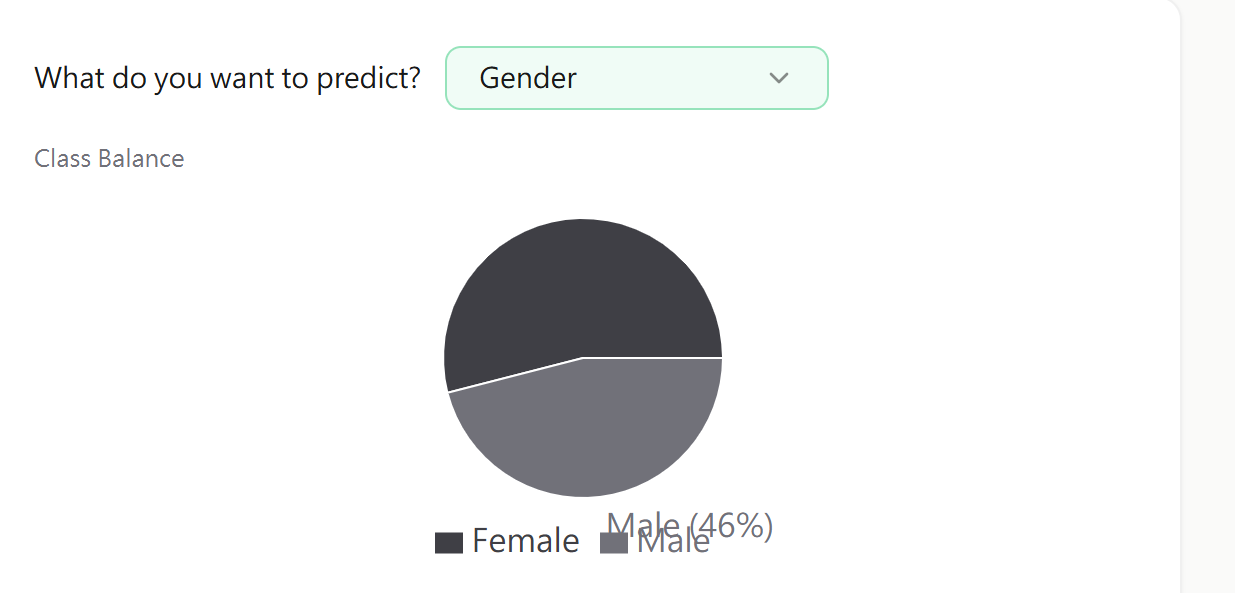 What do you want to predict? Gender
Class Balance
Male (46%)
Female Male